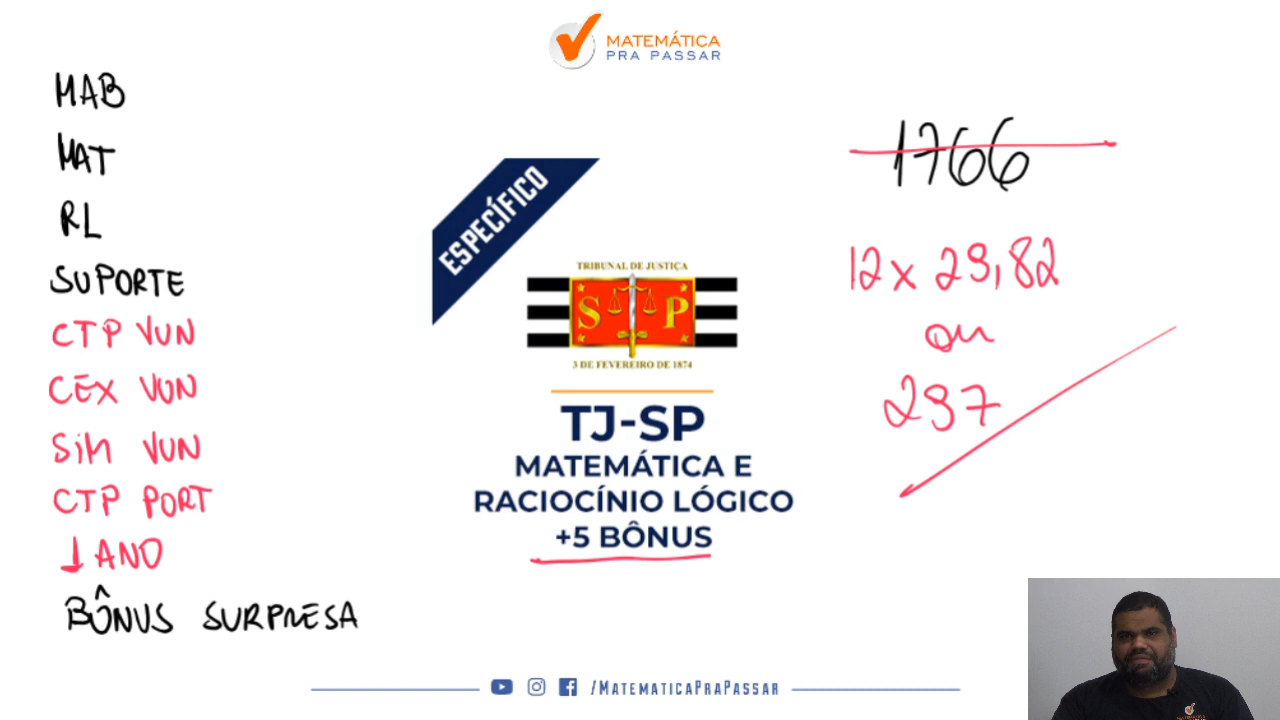 MATEMÁTICA
PRA PASSAR
MAB
MAT
RL
SUPORTE
CTP VUN
CEX VUN
SIM VUN
CTP PORT
1 ANO
BÔNUS SURPRESA
ESPECÍFICO
TRIBUNAL DE JUSTIÇA
S P
3 DE FEVEREIRO DE 1874
TJ-SP
MATEMÁTICA E
RACIOCÍNIO LÓGICO
+5 BÔNUS
1766
12 x 29,82
ou
297
/MATEMATICAPRAPASSAR